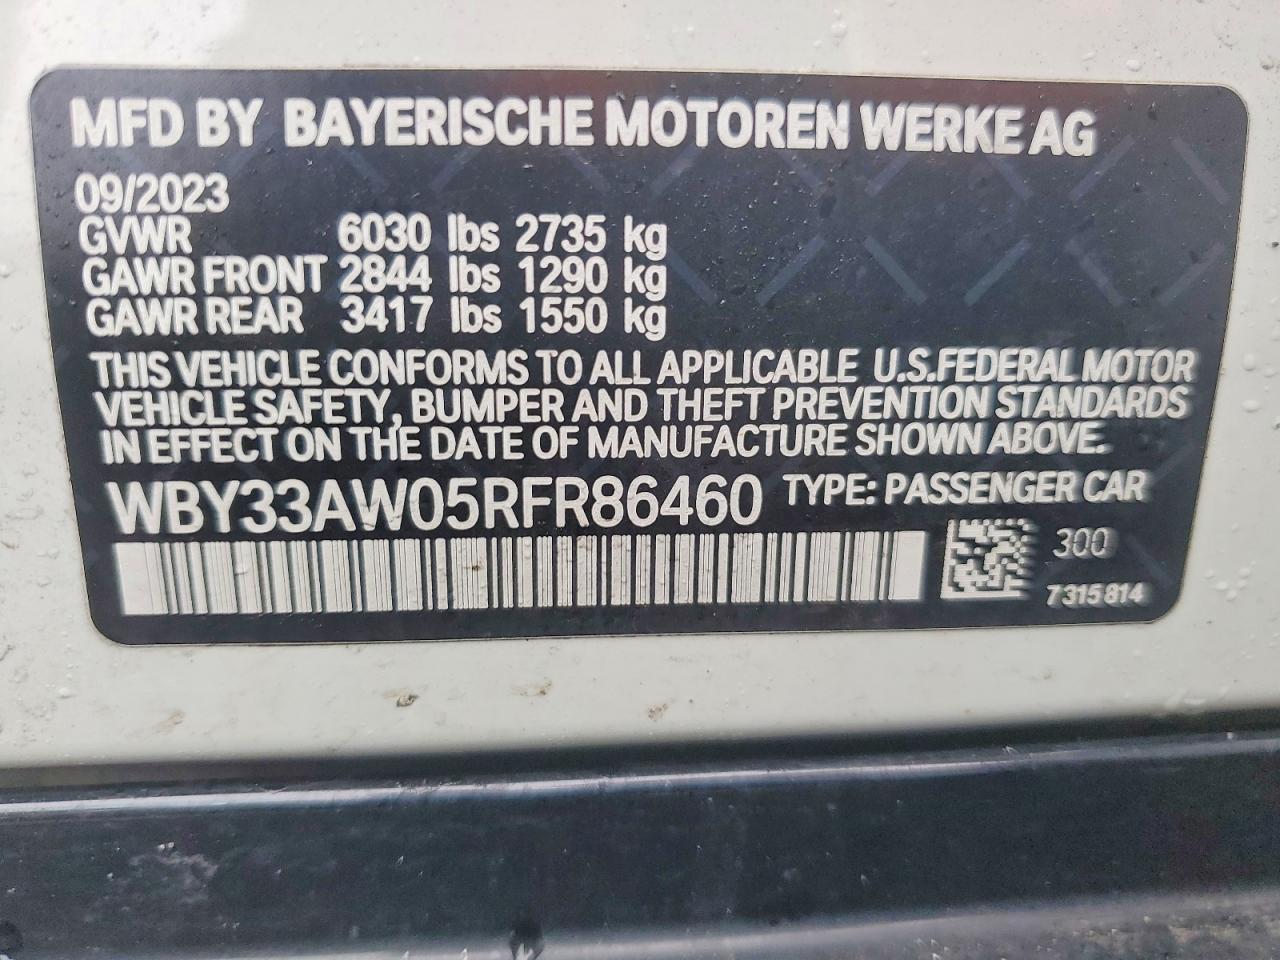 MFD BY BAYERISCHE MOTOREN WERKE AG
09/2023
GVWR 6030 lbs 2735 kg
GAWR FRONT 2844 lbs 1290 kg
GAWR REAR 3417 lbs 1550 kg
THIS VEHICLE CONFORMS TO ALL APPLICABLE U.S.FEDERAL MOTOR
VEHICLE SAFETY, BUMPER AND THEFT PREVENTION STANDARDS
IN EFFECT ON THE DATE OF MANUFACTURE SHOWN ABOVE.
WBY33AW05RFR86460 TYPE: PASSENGER CAR
300
7315814